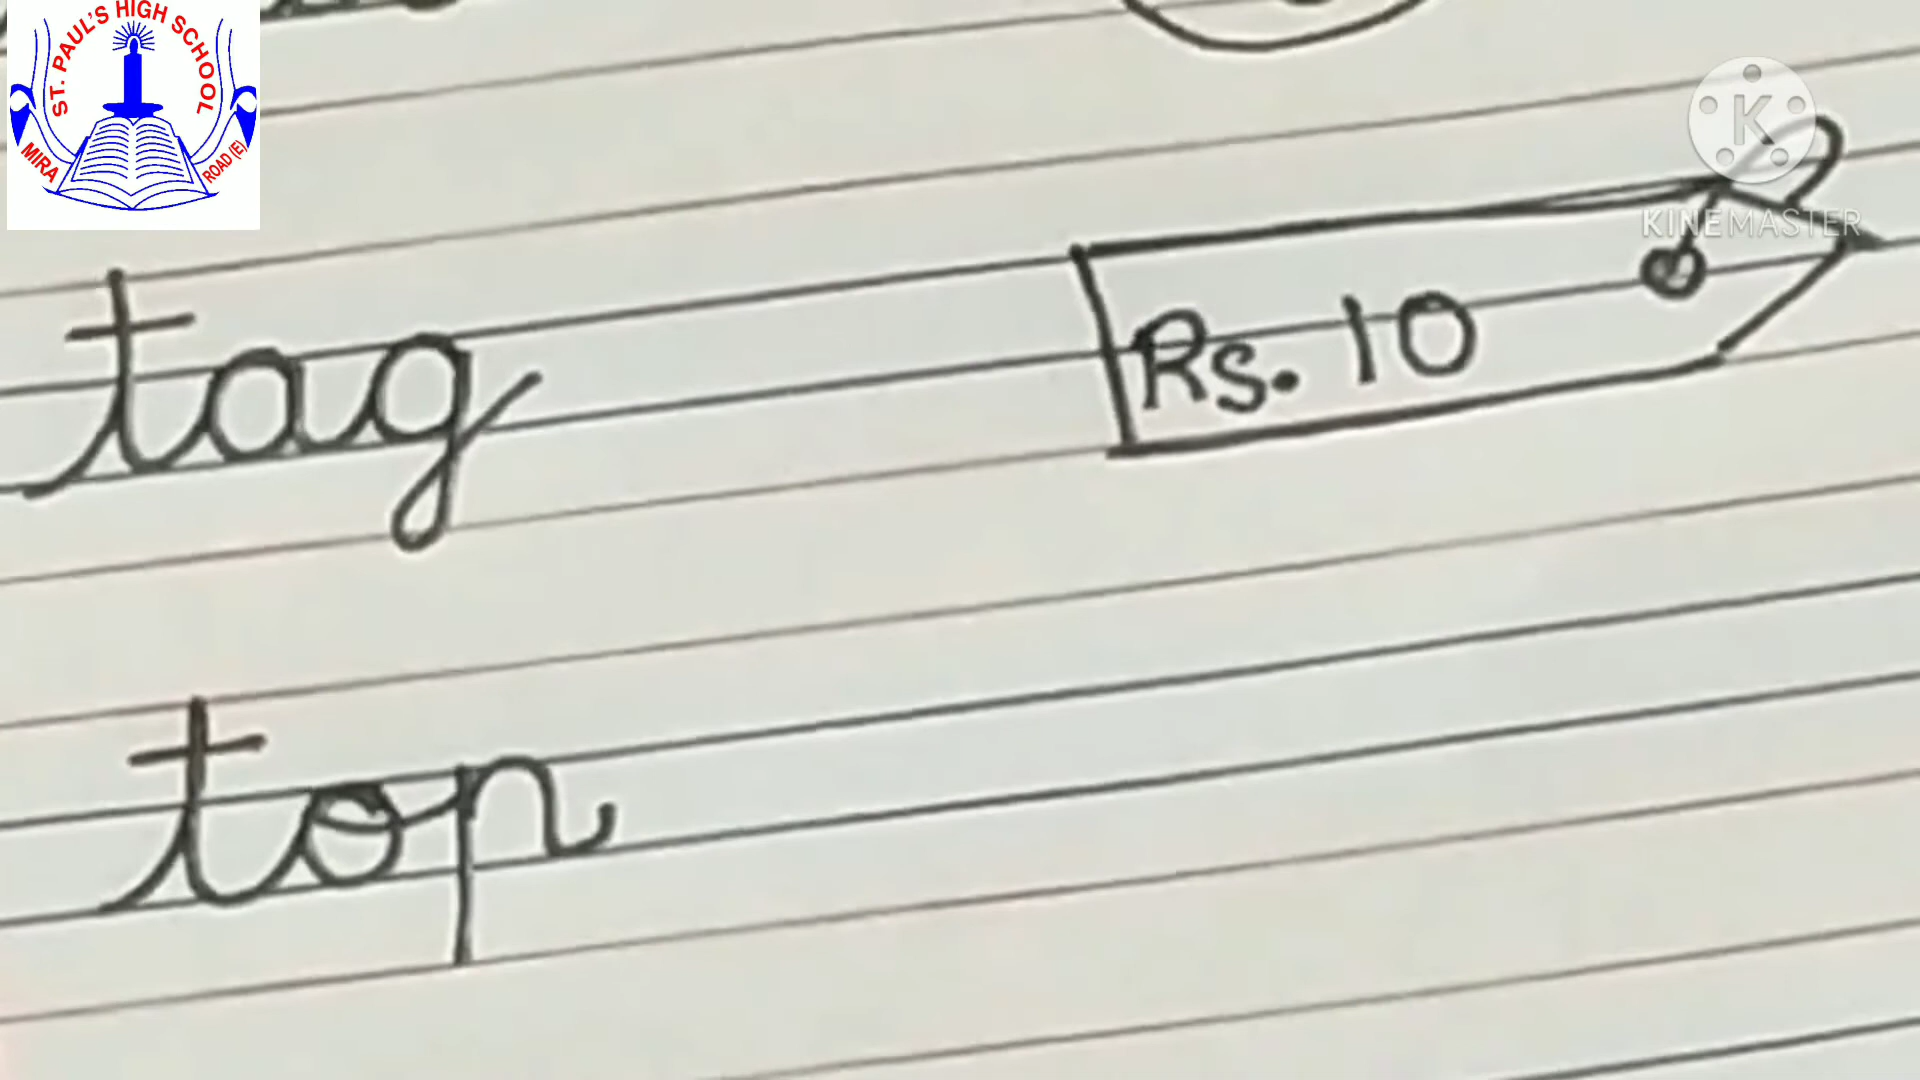 ST. PAUL'S HIGH SCHOOL
MIRA ROAD (E)
K
KINEMASTER
tag
Rs. 10
top